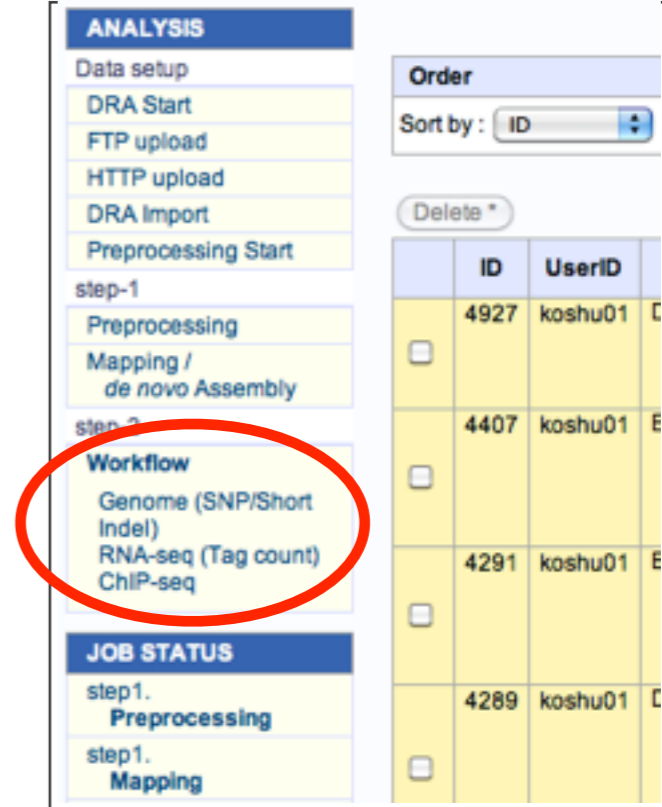 ANALYSIS
Data setup
DRA Start
FTP upload
HTTP upload
DRA Import
Preprocessing Start
step-1
Preprocessing
Mapping /
de novo Assembly
step-2
Workflow
Genome (SNP/Short
Indel)
RNA-seq (Tag count)
ChIP-seq
JOB STATUS
step1.
Preprocessing
step1.
Mapping
Order
Sort by : ID
Delete *
ID UserID
4927 koshu01
4407 koshu01
4291 koshu01
4289 koshu01